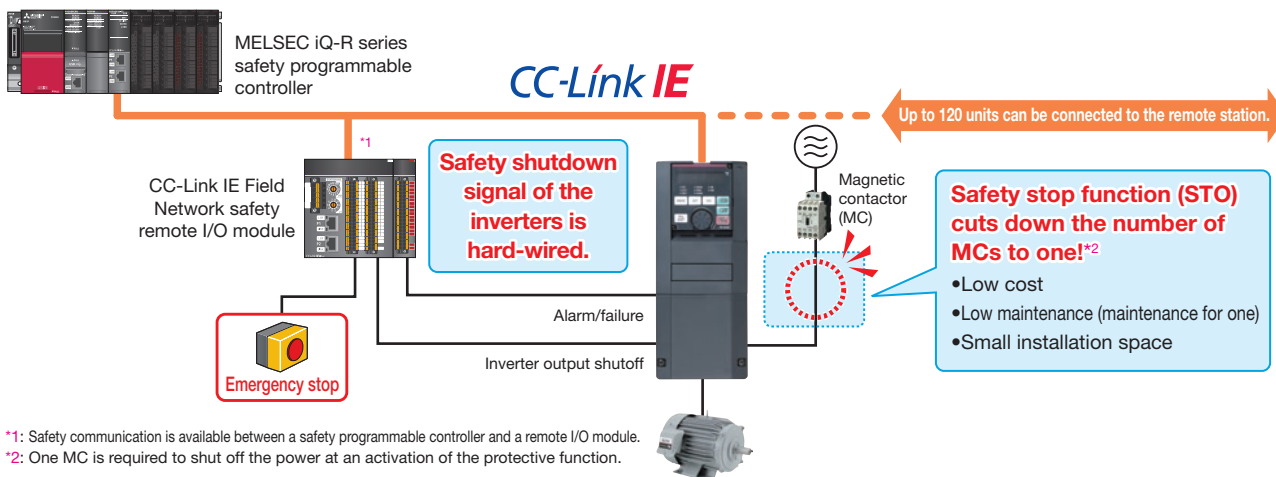 MELSEC iQ-R series
safety programmable
controller
CC-Link IE
Up to 120 units can be connected to the remote station.
*1
CC-Link IE Field
Network safety
remote I/O module
Safety shutdown
signal of the
inverters is
hard-wired.
Magnetic
contactor
(MC)
Safety stop function (STO)
cuts down the number of
MCs to one!*2
•Low cost
•Low maintenance (maintenance for one)
•Small installation space
Alarm/failure
Inverter output shutoff
Emergency stop
*1: Safety communication is available between a safety programmable controller and a remote I/O module.
*2: One MC is required to shut off the power at an activation of the protective function.